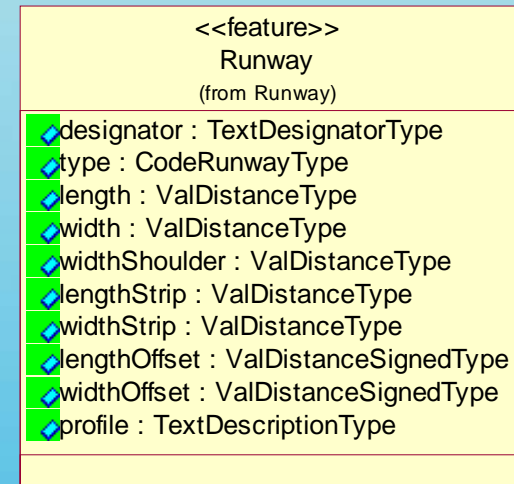 <<feature>>
Runway
(from Runway)
designator : TextDesignatorType
type : CodeRunwayType
length : ValDistanceType
width : ValDistanceType
widthShoulder : ValDistanceType
lengthStrip : ValDistanceType
widthStrip : ValDistanceType
lengthOffset : ValDistanceSignedType
widthOffset : ValDistanceSignedType
profile : TextDescriptionType